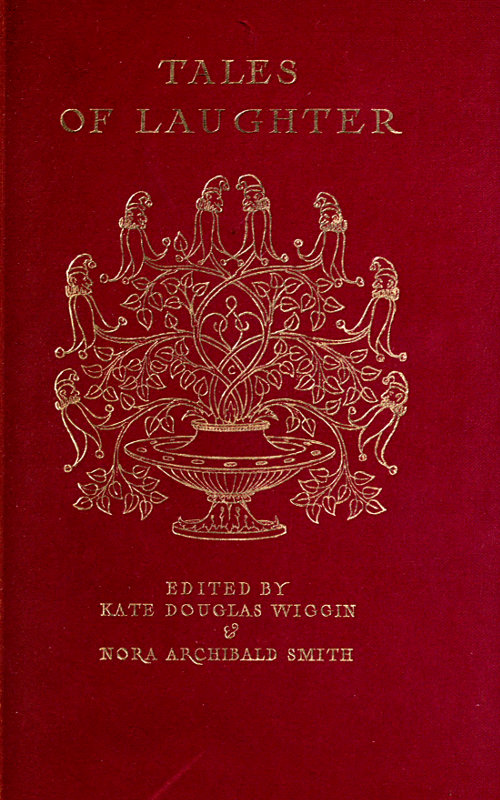 TALES
OF LAUGHTER
EDITED BY
KATE DOUGLAS WIGGIN
&
NORA ARCHIBALD SMITH